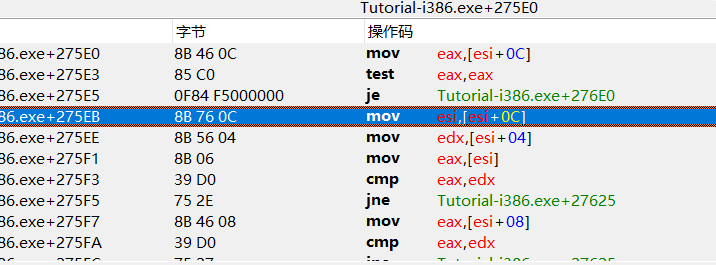 Tutorial-i386.exe+275E0
字节 操作码
86.exe+275E0 8B 46 0C mov eax,[esi+0C]
86.exe+275E3 85 C0 test eax,eax
86.exe+275E5 0F84 F5000000 je Tutorial-i386.exe+276E0
86.exe+275EB 8B 76 0C mov esi,[esi+0C]
86.exe+275EE 8B 56 04 mov edx,[esi+04]
86.exe+275F1 8B 06 mov eax,[esi]
86.exe+275F3 39 D0 cmp eax,edx
86.exe+275F5 75 2E jne Tutorial-i386.exe+27625
86.exe+275F7 8B 46 08 mov eax,[esi+08]
86.exe+275FA 39 D0 cmp eax,edx